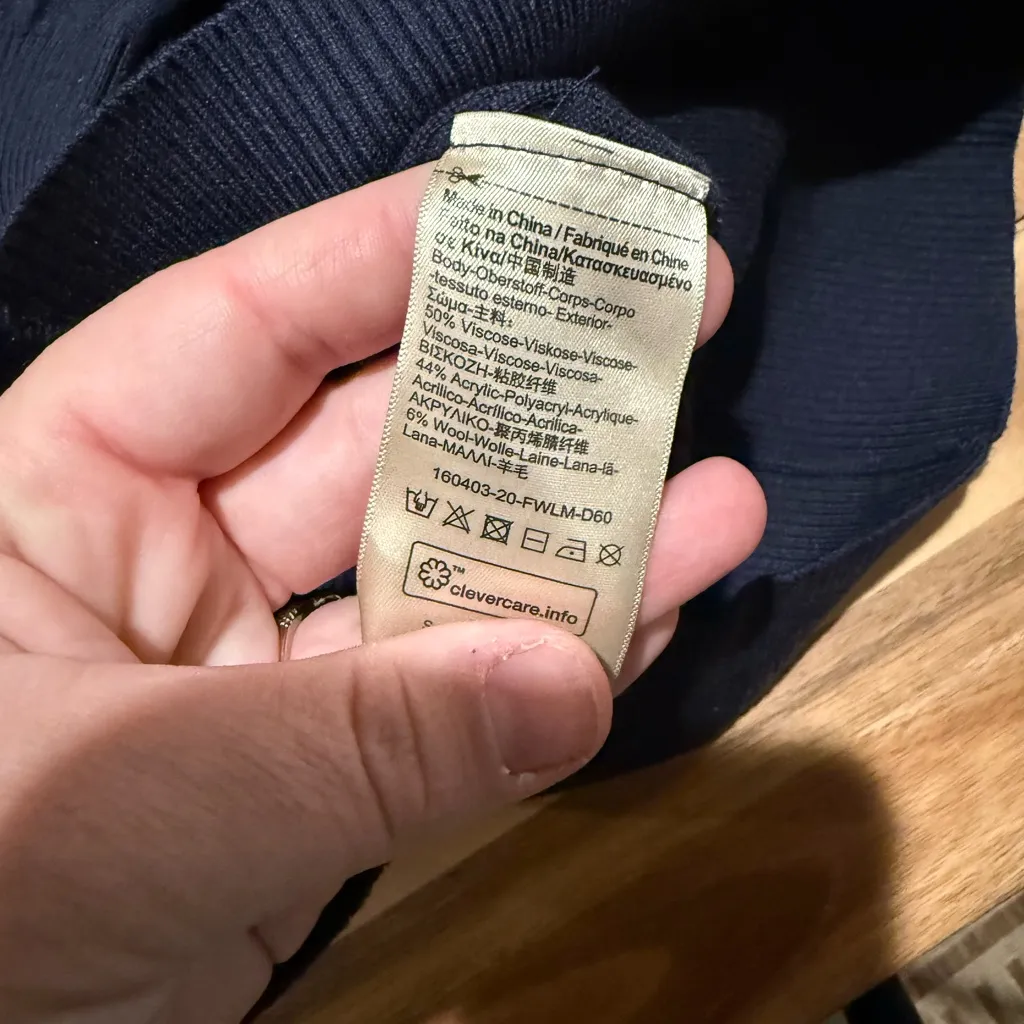 Made in China / Fabriqué en Chine
Feito na China/Κατασκευασμένο
σε Κίνα/中国制造
Body-Oberstoff-Corps-Corpo
-tessuto esterno- Exterior-
Σώμα-主料:
50% Viscose-Viskose-Viscose-
Viscosa-Viscose-Viscosa-
ΒΙΣΚΟΖΗ-粘胶纤维
44% Acrylic-Polyacryl-Acrylique-
Acrilico-Acrílico-Acrílica-
ΑΚΡΥΛΙΚΟ-聚丙烯腈纤维
6% Wool-Wolle-Laine-Lana-lã-
Lana-ΜΑΛΛΙ-羊毛
160403-20-FWLM-D60
™
clevercare.info